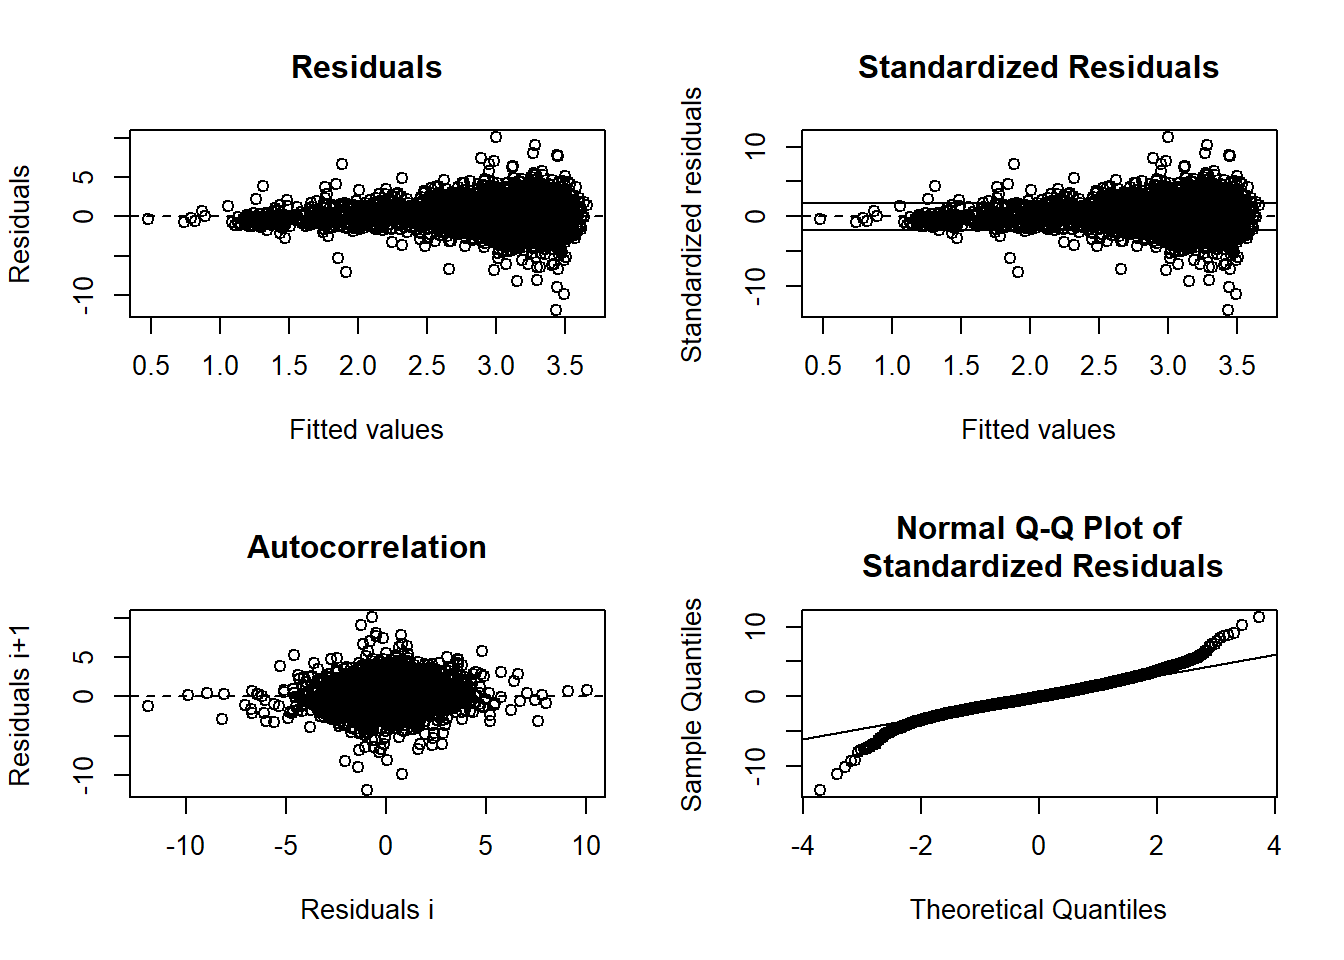 Residuals
Residuals
5
0
-10
0.5 1.0 1.5 2.0 2.5 3.0 3.5
Fitted values
Standardized Residuals
Standardized residuals
10
0
-10
0.5 1.0 1.5 2.0 2.5 3.0 3.5
Fitted values
Autocorrelation
Residuals i+1
5
0
-10
-10 -5 0 5 10
Residuals i
Normal Q-Q Plot of
Standardized Residuals
Sample Quantiles
10
0
-10
-4 -2 0 2 4
Theoretical Quantiles